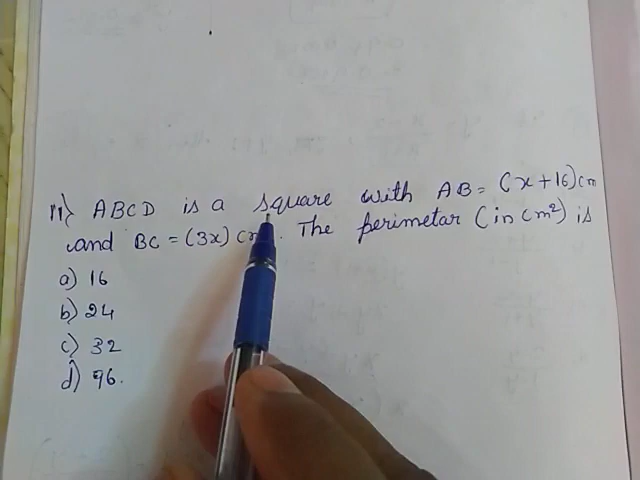 11) ABCD is a square with AB = (x+16)cm
and BC = (3x) cm. The perimetar (in cm²) is
a) 16
b) 24
c) 32
d) 96.